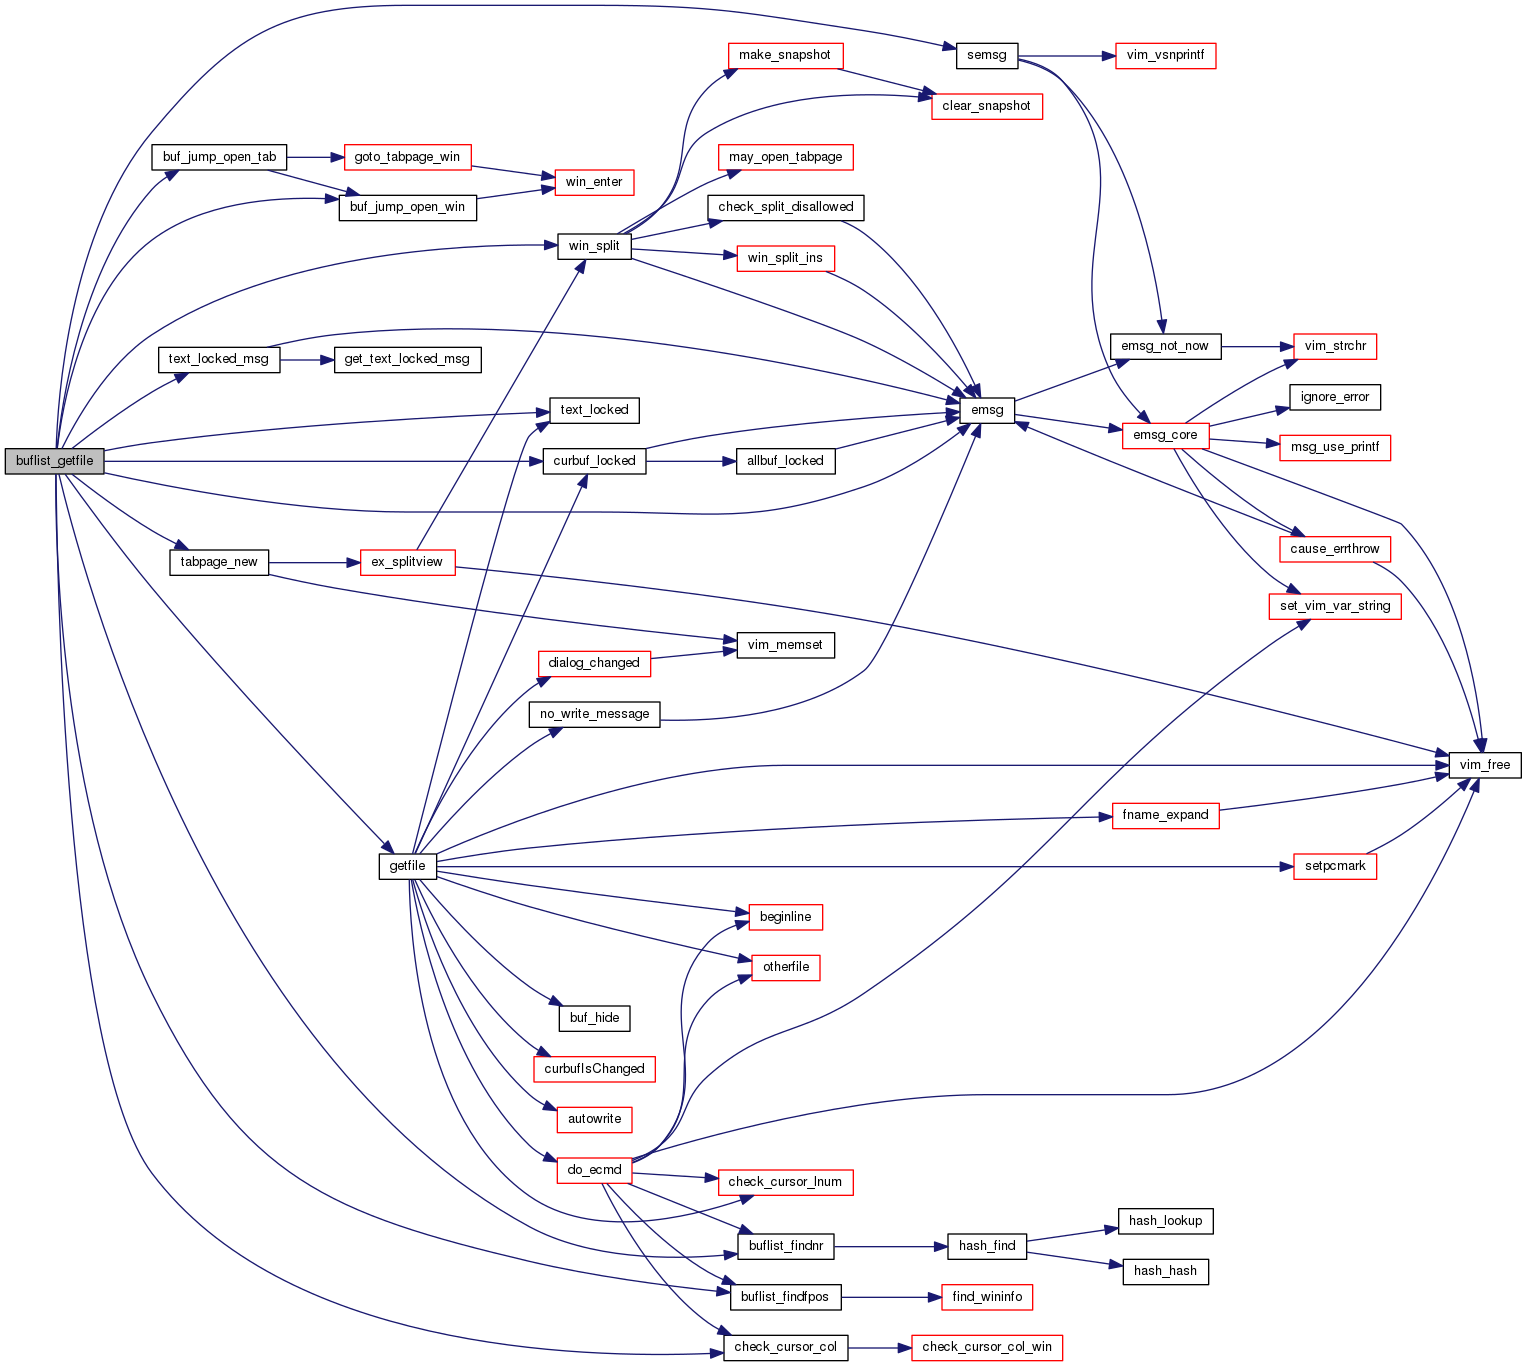 semsg
vim_vsnprintf
make_snapshot
clear_snapshot
buf_jump_open_tab
goto_tabpage_win
may_open_tabpage
win_enter
buf_jump_open_win
check_split_disallowed
win_split
win_split_ins
emsg_not_now
vim_strchr
text_locked_msg
get_text_locked_msg
ignore_error
text_locked
emsg
emsg_core
msg_use_printf
buflist_getfile
curbuf_locked
allbuf_locked
cause_errthrow
tabpage_new
ex_splitview
set_vim_var_string
vim_memset
dialog_changed
no_write_message
vim_free
fname_expand
getfile
setpcmark
beginline
otherfile
buf_hide
curbufIsChanged
autowrite
do_ecmd
check_cursor_lnum
hash_lookup
buflist_findnr
hash_find
hash_hash
buflist_findfpos
find_wininfo
check_cursor_col
check_cursor_col_win